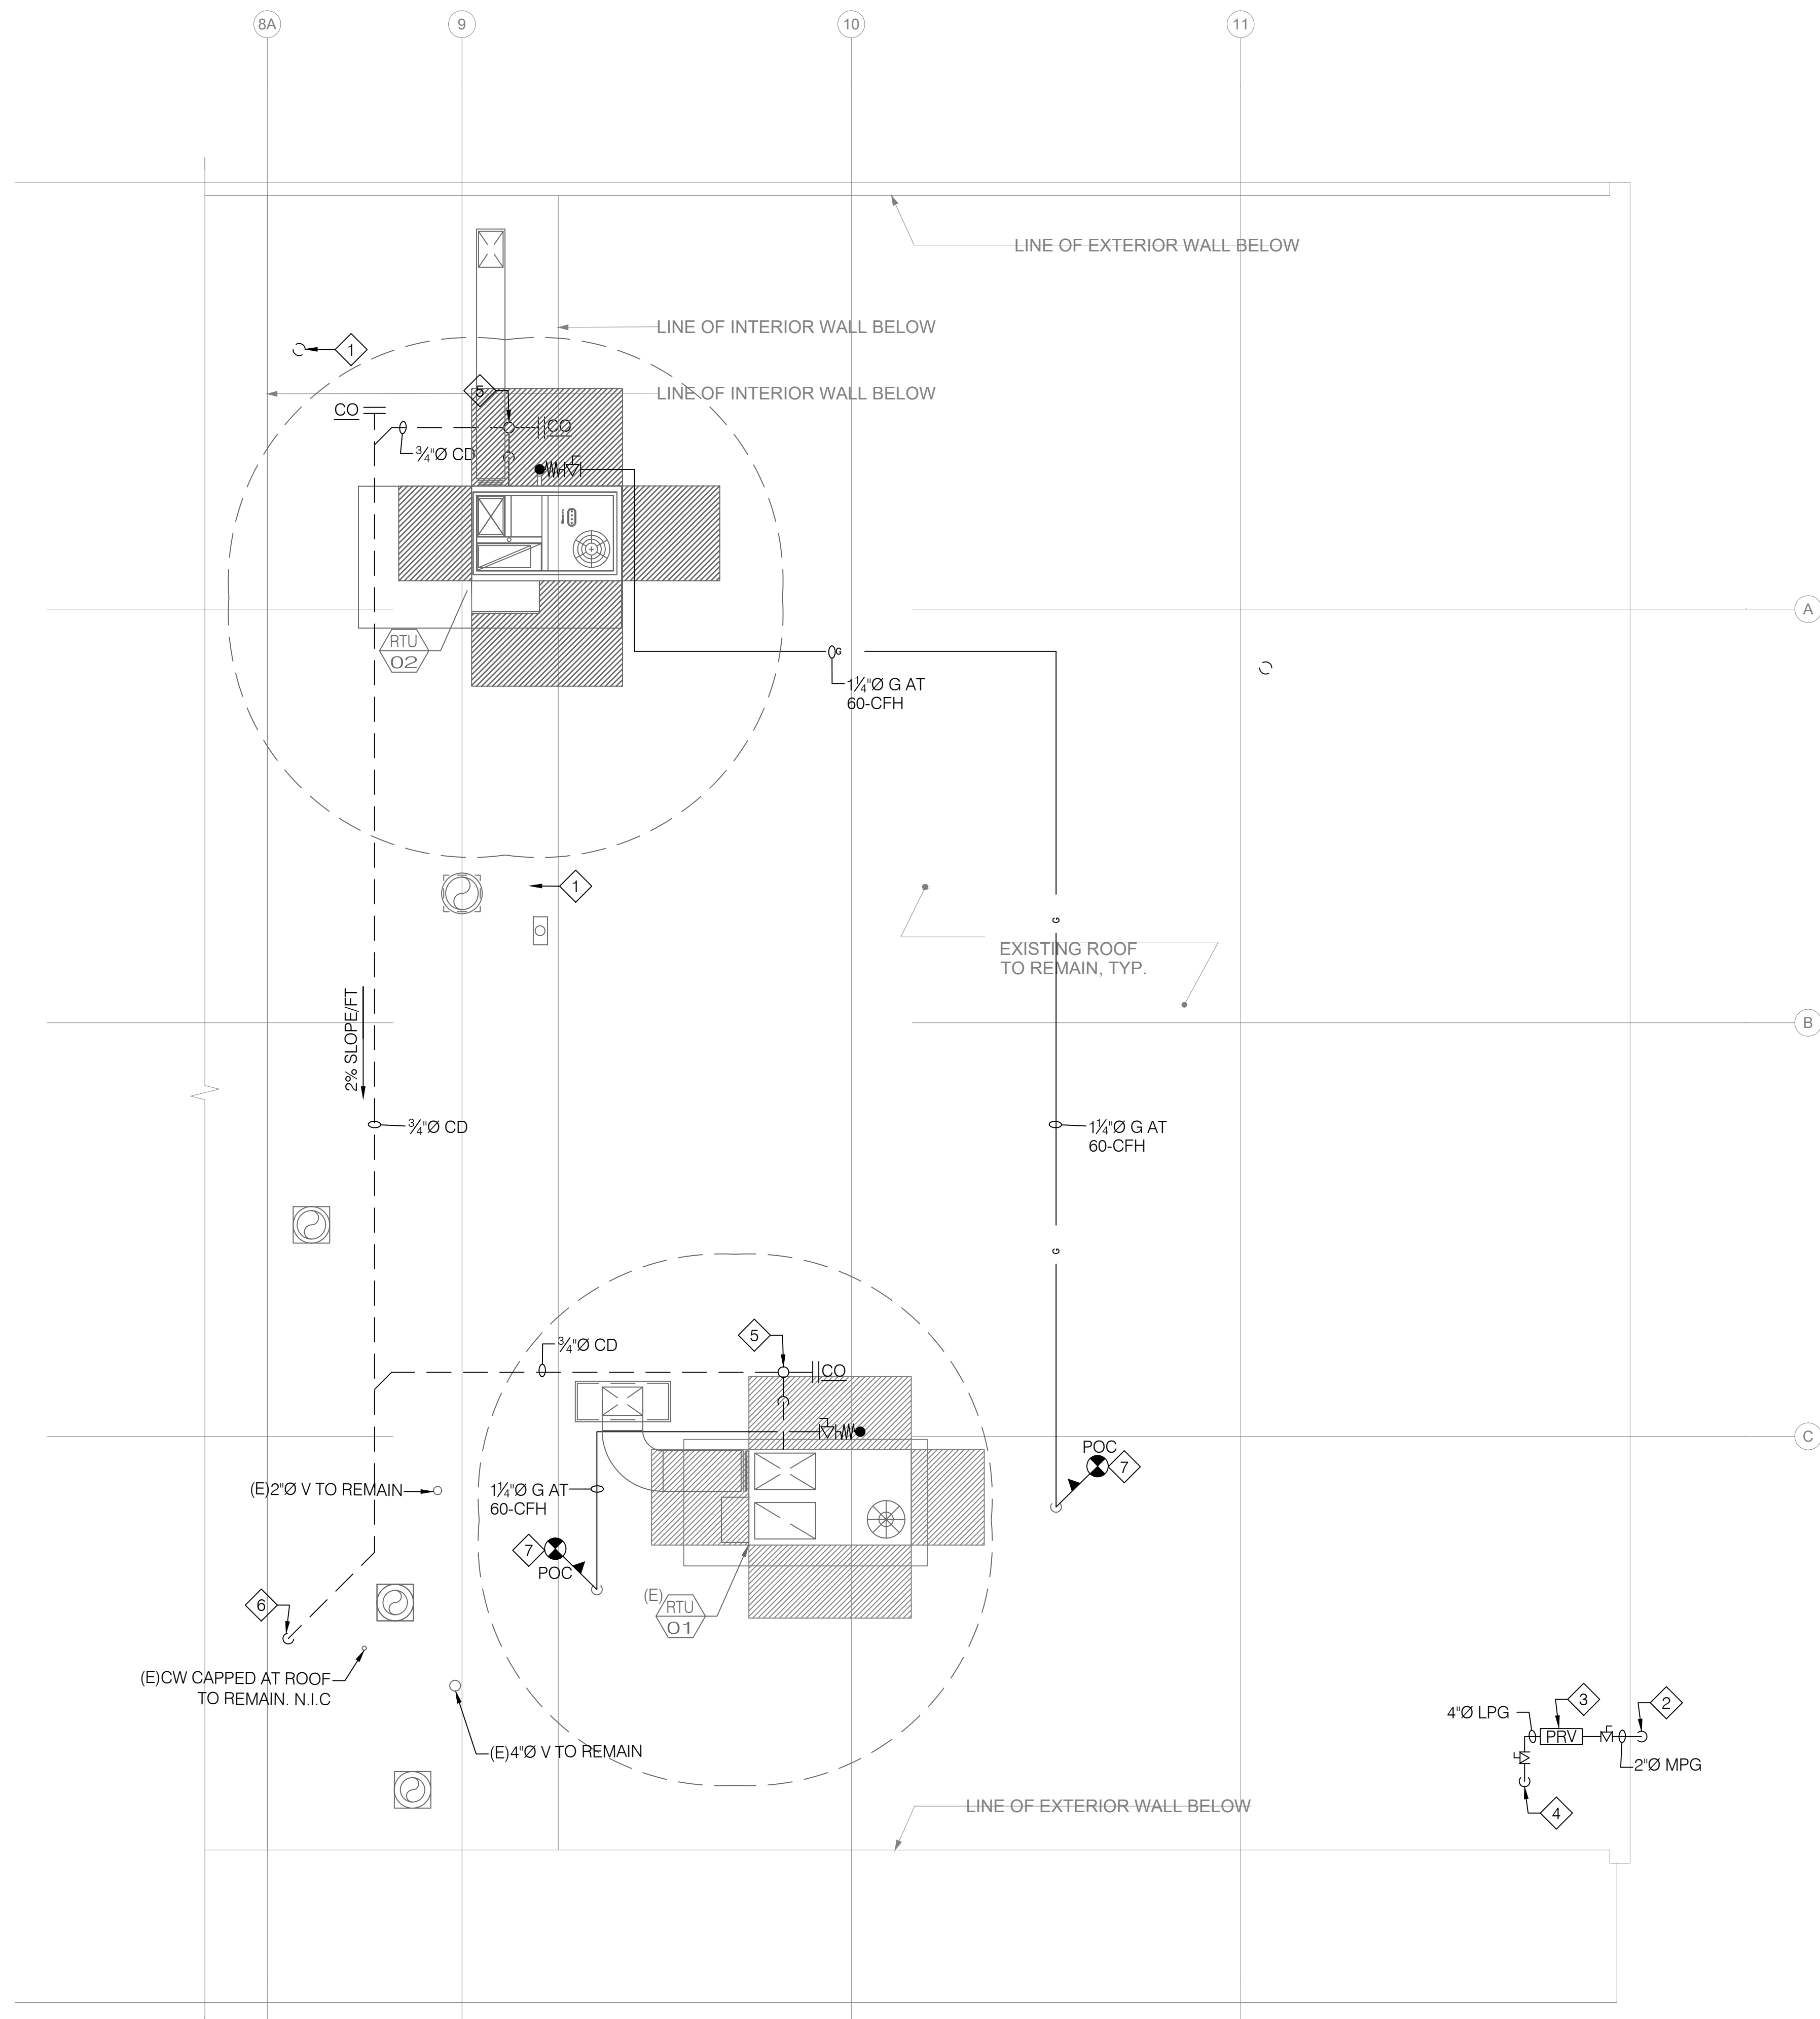 8A
9
10
11
LINE OF EXTERIOR WALL BELOW
LINE OF INTERIOR WALL BELOW
1
5
LINE OF INTERIOR WALL BELOW
CO
CO
¾"Ø CD
A
RTU
02
G
1¼"Ø G AT
60-CFH
1
G
EXISTING ROOF
TO REMAIN, TYP.
2% SLOPE/FT
B
¾"Ø CD
1¼"Ø G AT
60-CFH
G
5
¾"Ø CD
CO
C
POC
7
(E)2"Ø V TO REMAIN
1¼"Ø G AT
60-CFH
7
POC
6
(E)
RTU
01
(E)CW CAPPED AT ROOF
TO REMAIN. N.I.C
(E)4"Ø V TO REMAIN
3
2
4"Ø LPG
PRV
2"Ø MPG
4
LINE OF EXTERIOR WALL BELOW